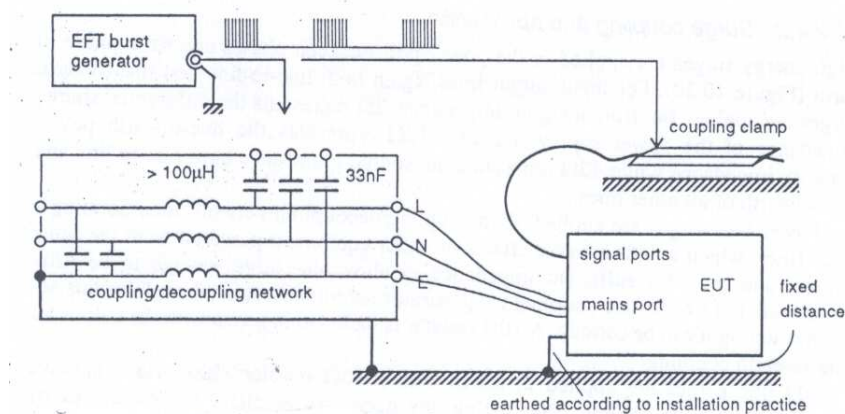 EFT burst
generator
coupling clamp
> 100µH
33nF
L
N
E
coupling/decoupling network
signal ports
EUT
mains port
fixed
distance
earthed according to installation practice